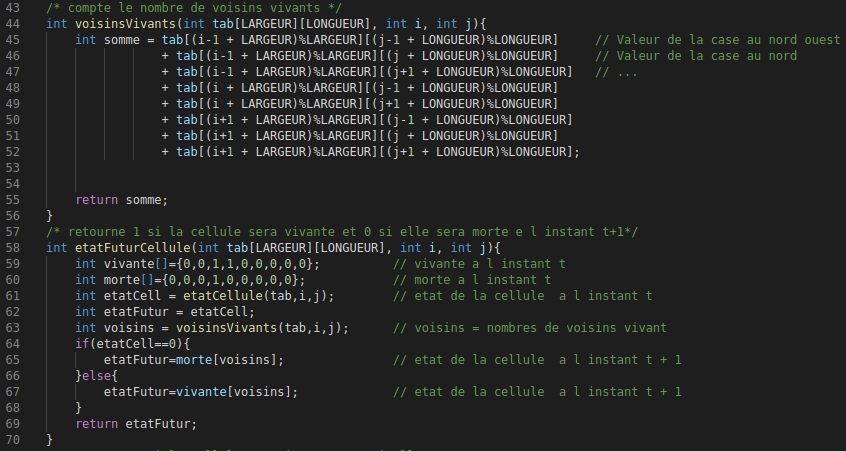 43 /* compte le nombre de voisins vivants */
44 int voisinsVivants(int tab[LARGEUR][LONGUEUR], int i, int j){
45     int somme = tab[(i-1 + LARGEUR)%LARGEUR][(j-1 + LONGUEUR)%LONGUEUR]     // Valeur de la case au nord ouest
46                 + tab[(i-1 + LARGEUR)%LARGEUR][(j + LONGUEUR)%LONGUEUR]     // Valeur de la case au nord
47                 + tab[(i-1 + LARGEUR)%LARGEUR][(j+1 + LONGUEUR)%LONGUEUR]   // ...
48                 + tab[(i + LARGEUR)%LARGEUR][(j-1 + LONGUEUR)%LONGUEUR]
49                 + tab[(i + LARGEUR)%LARGEUR][(j+1 + LONGUEUR)%LONGUEUR]
50                 + tab[(i+1 + LARGEUR)%LARGEUR][(j-1 + LONGUEUR)%LONGUEUR]
51                 + tab[(i+1 + LARGEUR)%LARGEUR][(j + LONGUEUR)%LONGUEUR]
52                 + tab[(i+1 + LARGEUR)%LARGEUR][(j+1 + LONGUEUR)%LONGUEUR];
53
54
55     return somme;
56 }
57 /* retourne 1 si la cellule sera vivante et 0 si elle sera morte e l instant t+1*/
58 int etatFuturCellule(int tab[LARGEUR][LONGUEUR], int i, int j){
59     int vivante[]={0,0,1,1,0,0,0,0,0};          // vivante a l instant t
60     int morte[]={0,0,0,1,0,0,0,0,0};            // morte a l instant t
61     int etatCell = etatCellule(tab,i,j);        // etat de la cellule  a l instant t
62     int etatFutur = etatCell;
63     int voisins = voisinsVivants(tab,i,j);      // voisins = nombres de voisins vivant
64     if(etatCell==0){
65         etatFutur=morte[voisins];               // etat de la cellule  a l instant t + 1
66     }else{
67         etatFutur=vivante[voisins];             // etat de la cellule  a l instant t + 1
68     }
69     return etatFutur;
70 }